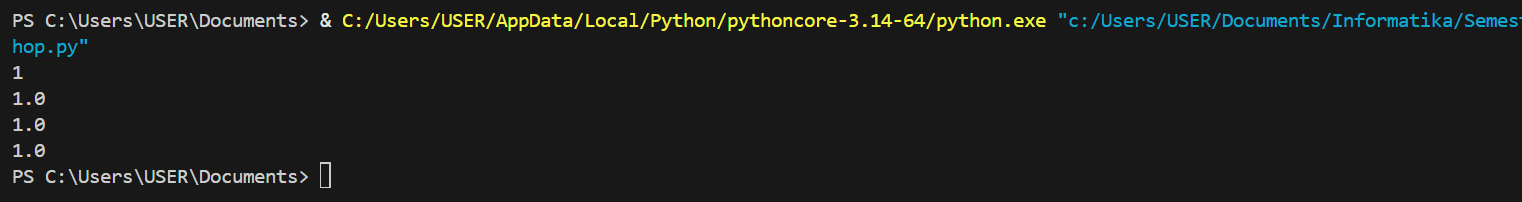 PS C:\Users\USER\Documents> & C:/Users/USER/AppData/Local/Python/pythoncore-3.14-64/python.exe "c:/Users/USER/Documents/Informatika/Semest
hop.py"
1
1.0
1.0
1.0
PS C:\Users\USER\Documents>